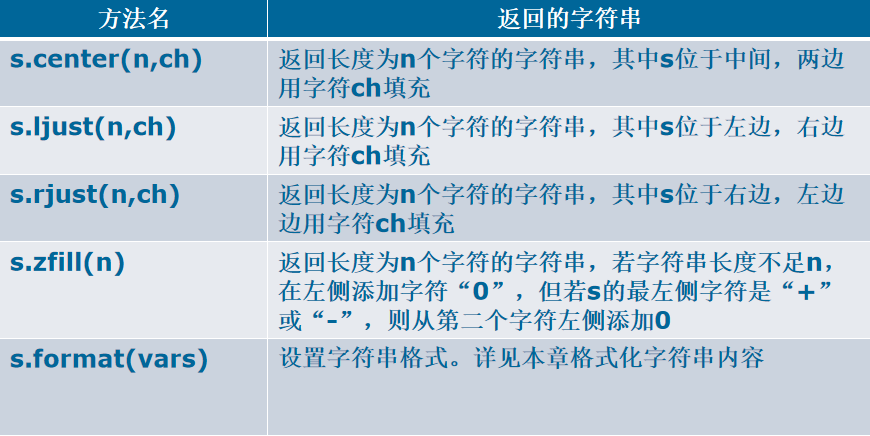 方法名 返回的字符串
s.center(n,ch) 返回长度为n个字符的字符串，其中s位于中间，两边
用字符ch填充
s.ljust(n,ch) 返回长度为n个字符的字符串，其中s位于左边，右边
用字符ch填充
s.rjust(n,ch) 返回长度为n个字符的字符串，其中s位于右边，左边
边用字符ch填充
s.zfill(n) 返回长度为n个字符的字符串，若字符串长度不足n，
在左侧添加字符“0”，但若s的最左侧字符是“+”
或“–”，则从第二个字符左侧添加0
s.format(vars) 设置字符串格式。详见本章格式化字符串内容